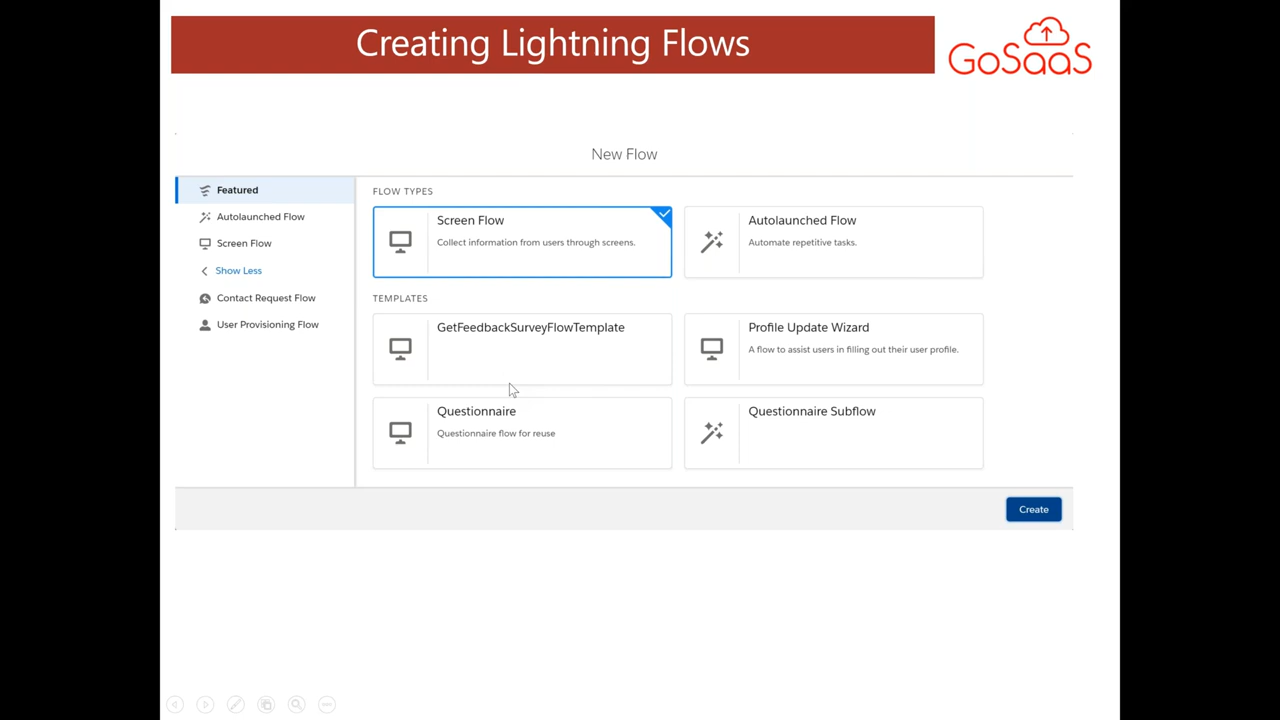 Creating Lightning Flows
GoSaaS
New Flow
Featured
Autolaunched Flow
Screen Flow
Show Less
Contact Request Flow
User Provisioning Flow
FLOW TYPES
Screen Flow
Collect information from users through screens.
Autolaunched Flow
Automate repetitive tasks.
TEMPLATES
GetFeedbackSurveyFlowTemplate
Profile Update Wizard
A flow to assist users in filling out their user profile.
Questionnaire
Questionnaire flow for reuse
Questionnaire Subflow
Create